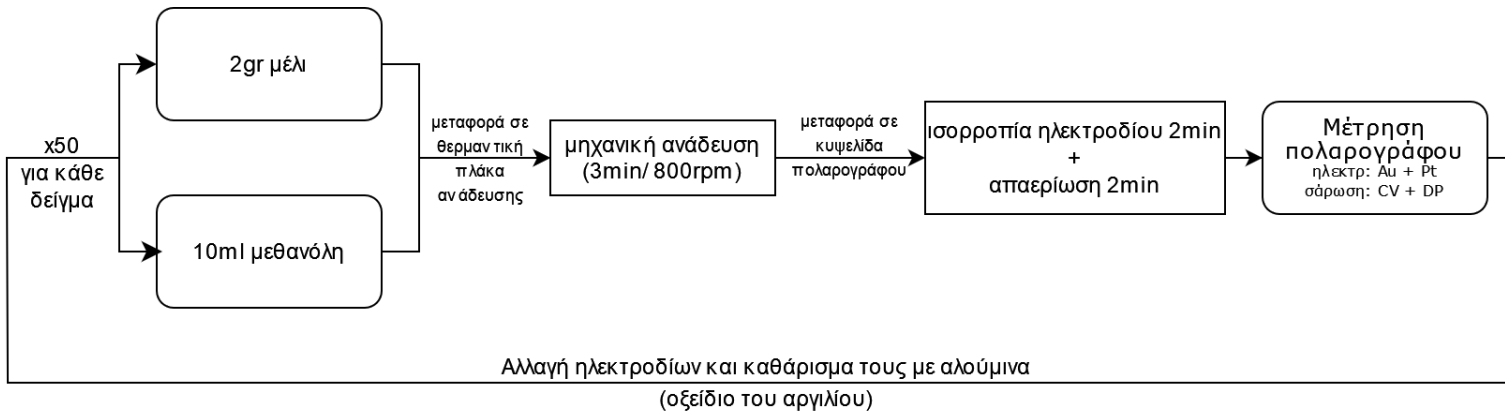 x50
για κάθε
δείγμα
2gr μέλι
10ml μεθανόλη
μεταφορά σε
θερμαντική
πλάκα
ανάδευσης
μηχανική ανάδευση
(3min/ 800rpm)
μεταφορά σε
κυψελίδα
πολαρογράφου
ισορροπία ηλεκτροδίου 2min
+
απαερίωση 2min
Μέτρηση
πολαρογράφου
ηλεκτρ: Au + Pt
σάρωση: CV + DP
Αλλαγή ηλεκτροδίων και καθάρισμα τους με αλούμινα
(οξείδιο του αργιλίου)